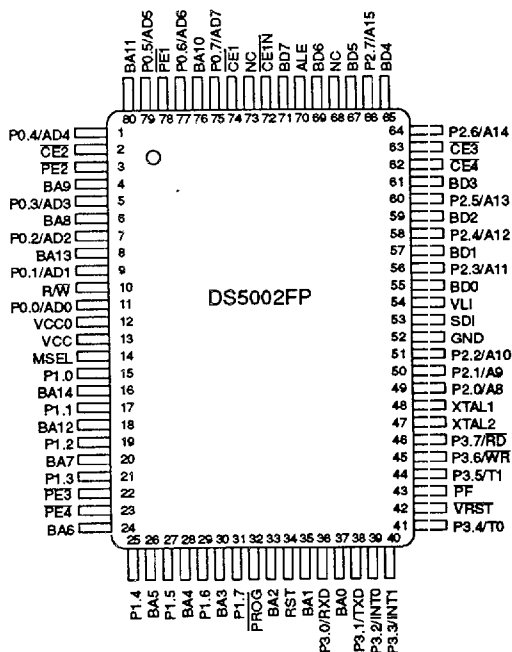 BA11
P0.5/AD5
PE1
P0.6/AD6
BA10
P0.7/AD7
CE1
NC
CE1N
BD7
ALE
BD6
NC
BD5
P2.7/A15
BD4
80 79 78 77 76 75 74 73 72 71 70 69 68 67 66 65
P0.4/AD4 1
CE2 2
PE2 3
BA9 4
P0.3/AD3 5
BA8 6
P0.2/AD2 7
BA13 8
P0.1/AD1 9
R/W 10
P0.0/AD0 11
VCC0 12
VCC 13
MSEL 14
P1.0 15
BA14 16
P1.1 17
BA12 18
P1.2 19
BA7 20
P1.3 21
PE3 22
PE4 23
BA6 24
DS5002FP
64 P2.6/A14
63 CE3
62 CE4
61 BD3
60 P2.5/A13
59 BD2
58 P2.4/A12
57 BD1
56 P2.3/A11
55 BD0
54 VLI
53 SDI
52 GND
51 P2.2/A10
50 P2.1/A9
49 P2.0/A8
48 XTAL1
47 XTAL2
46 P3.7/RD
45 P3.6/WR
44 P3.5/T1
43 PF
42 VRST
41 P3.4/T0
25 26 27 28 29 30 31 32 33 34 35 36 37 38 39 40
P1.4
BA5
P1.5
BA4
P1.6
BA3
P1.7
PROG
BA2
RST
BA1
P3.0/RXD
BA0
P3.1/TXD
P3.2/INT0
P3.3/INT1